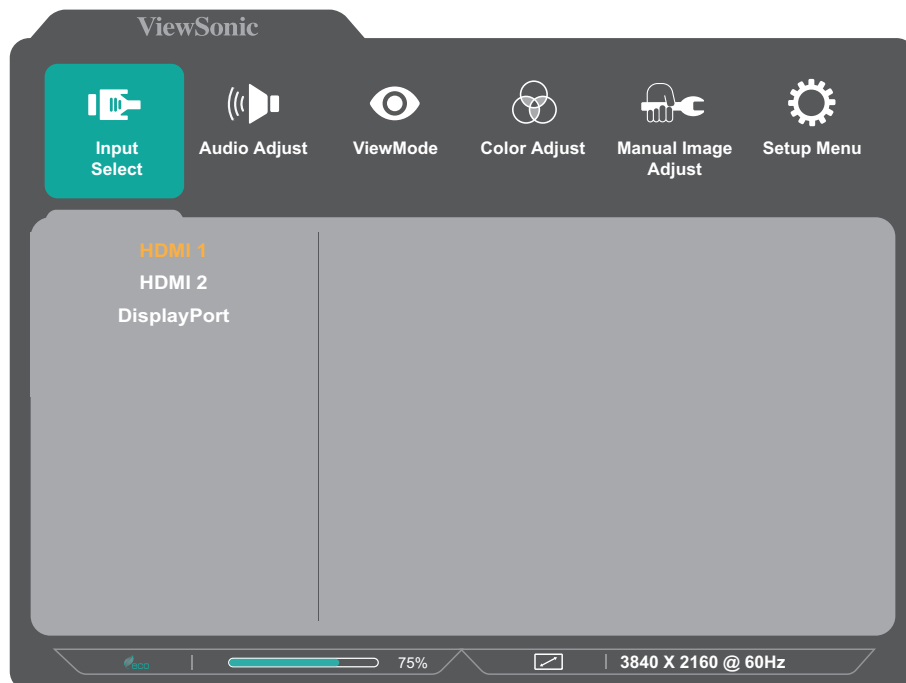 ViewSonic
Input
Select
Audio Adjust
ViewMode
Color Adjust
Manual Image
Adjust
Setup Menu
HDMI 1
HDMI 2
DisplayPort
ECO
75%
3840 X 2160 @ 60Hz